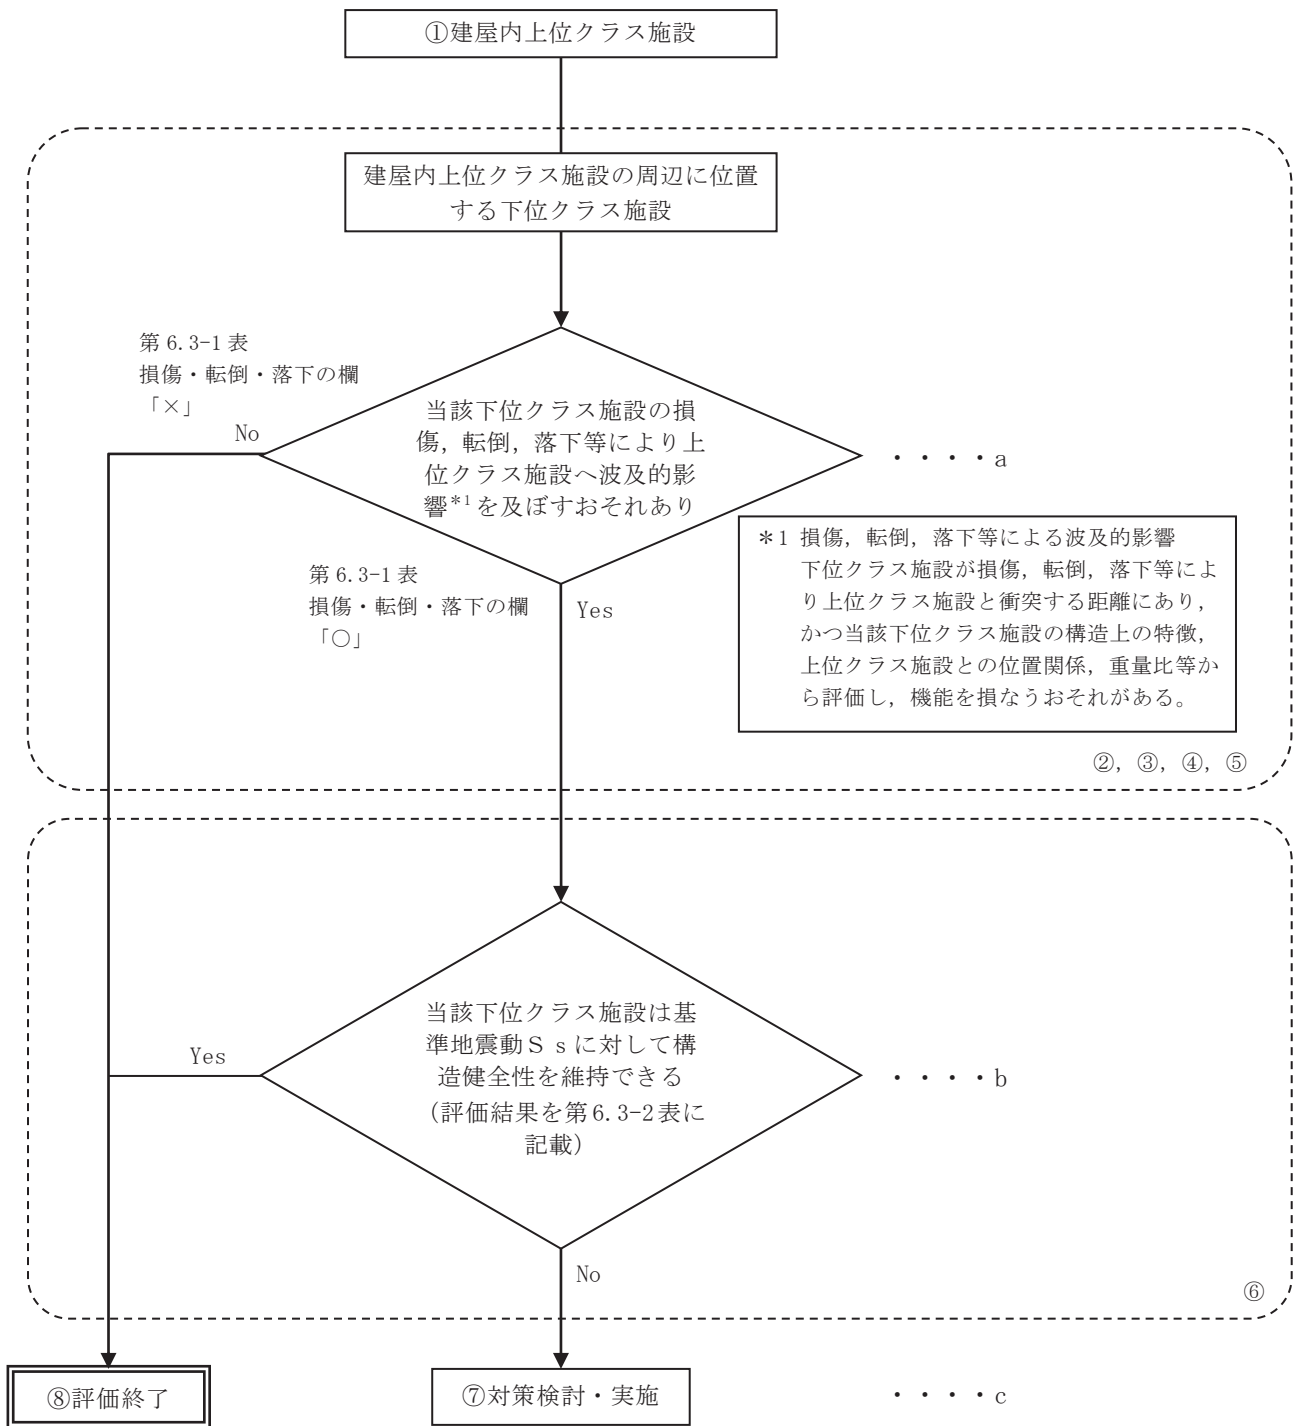 ①建屋内上位クラス施設
建屋内上位クラス施設の周辺に位置
する下位クラス施設
第 6.3-1 表
損傷・転倒・落下の欄
「×」
No
当該下位クラス施設の損
傷，転倒，落下等により上
位クラス施設へ波及的影
響*1を及ぼすおそれあり
・・・・a
第 6.3-1 表
損傷・転倒・落下の欄
「○」
Yes
＊1 損傷，転倒，落下等による波及的影響
下位クラス施設が損傷，転倒，落下等によ
り上位クラス施設と衝突する距離にあり，
かつ当該下位クラス施設の構造上の特徴，
上位クラス施設との位置関係，重量比等か
ら評価し，機能を損なうおそれがある。
②，③，④，⑤
当該下位クラス施設は基
準地震動Ｓｓに対して構
造健全性を維持できる
（評価結果を第6.3-2表に
記載）
Yes
・・・・b
No
⑥
⑧評価終了
⑦対策検討・実施
・・・・c